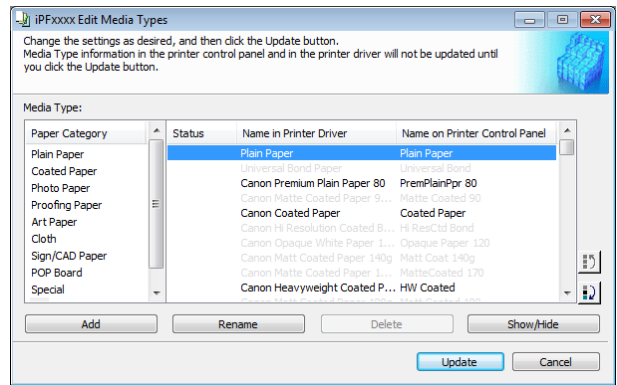 iPFxxxx Edit Media Types
Change the settings as desired, and then click the Update button.
Media Type information in the printer control panel and in the printer driver will not be updated until
you click the Update button.
Media Type:
Paper Category
Plain Paper
Coated Paper
Photo Paper
Proofing Paper
Art Paper
Cloth
Sign/CAD Paper
POP Board
Special
Status Name in Printer Driver Name on Printer Control Panel
Plain Paper Plain Paper
Universal Bond Paper Universal Bond
Canon Premium Plain Paper 80 PremPlainPpr 80
Canon Matte Coated Paper 9... Matte Coated 90
Canon Coated Paper Coated Paper
Canon Hi Resolution Coated B... Hi ResCtd Bond
Canon Opaque White Paper 1... Opaque Paper 120
Canon Matt Coated Paper 140g Matt Coat 140g
Canon Matte Coated Paper 1... MatteCoated 170
Canon Heavyweight Coated P... HW Coated
Add Rename Delete Show/Hide
Update Cancel